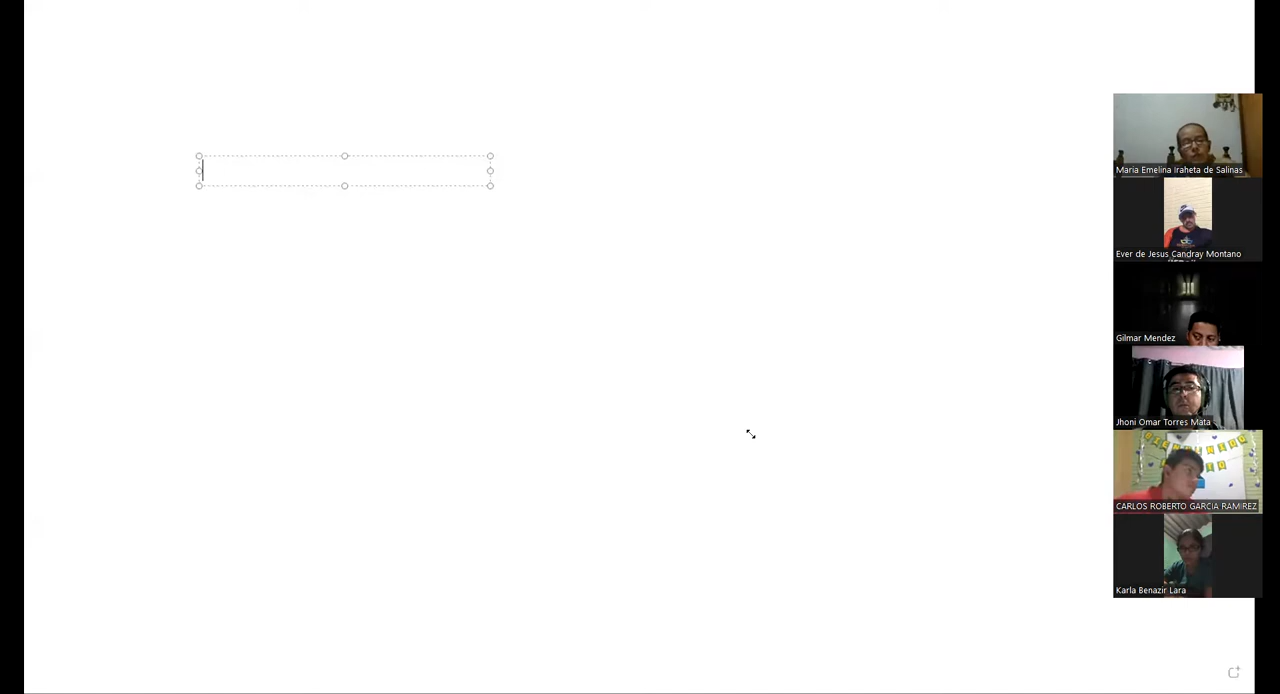 Maria Emelina Iraheta de Salinas
Ever de Jesus Candray Montano
Gilmar Mendez
Jhoni Omar Torres Mata
CARLOS ROBERTO GARCIA RAMIREZ
Karla Benazir Lara